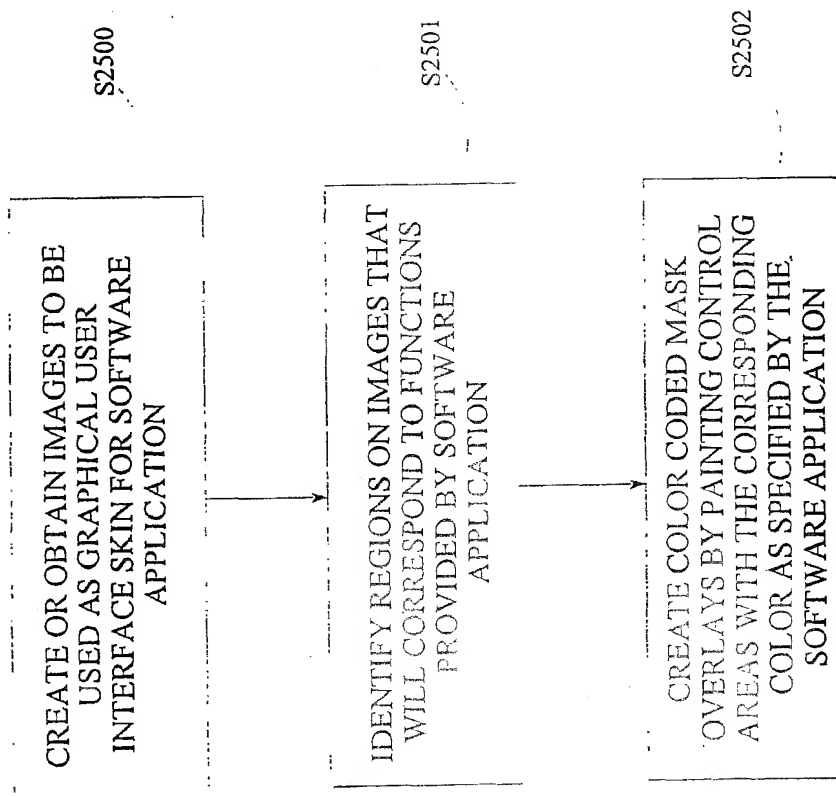 CREATE OR OBTAIN IMAGES TO BE
USED AS GRAPHICAL USER
INTERFACE SKIN FOR SOFTWARE
APPLICATION
S2500
IDENTIFY REGIONS ON IMAGES THAT
WILL CORRESPOND TO FUNCTIONS
PROVIDED BY SOFTWARE
APPLICATION
S2501
CREATE COLOR CODED MASK
OVERLAYS BY PAINTING CONTROL
AREAS WITH THE CORRESPONDING
COLOR AS SPECIFIED BY THE
SOFTWARE APPLICATION
S2502